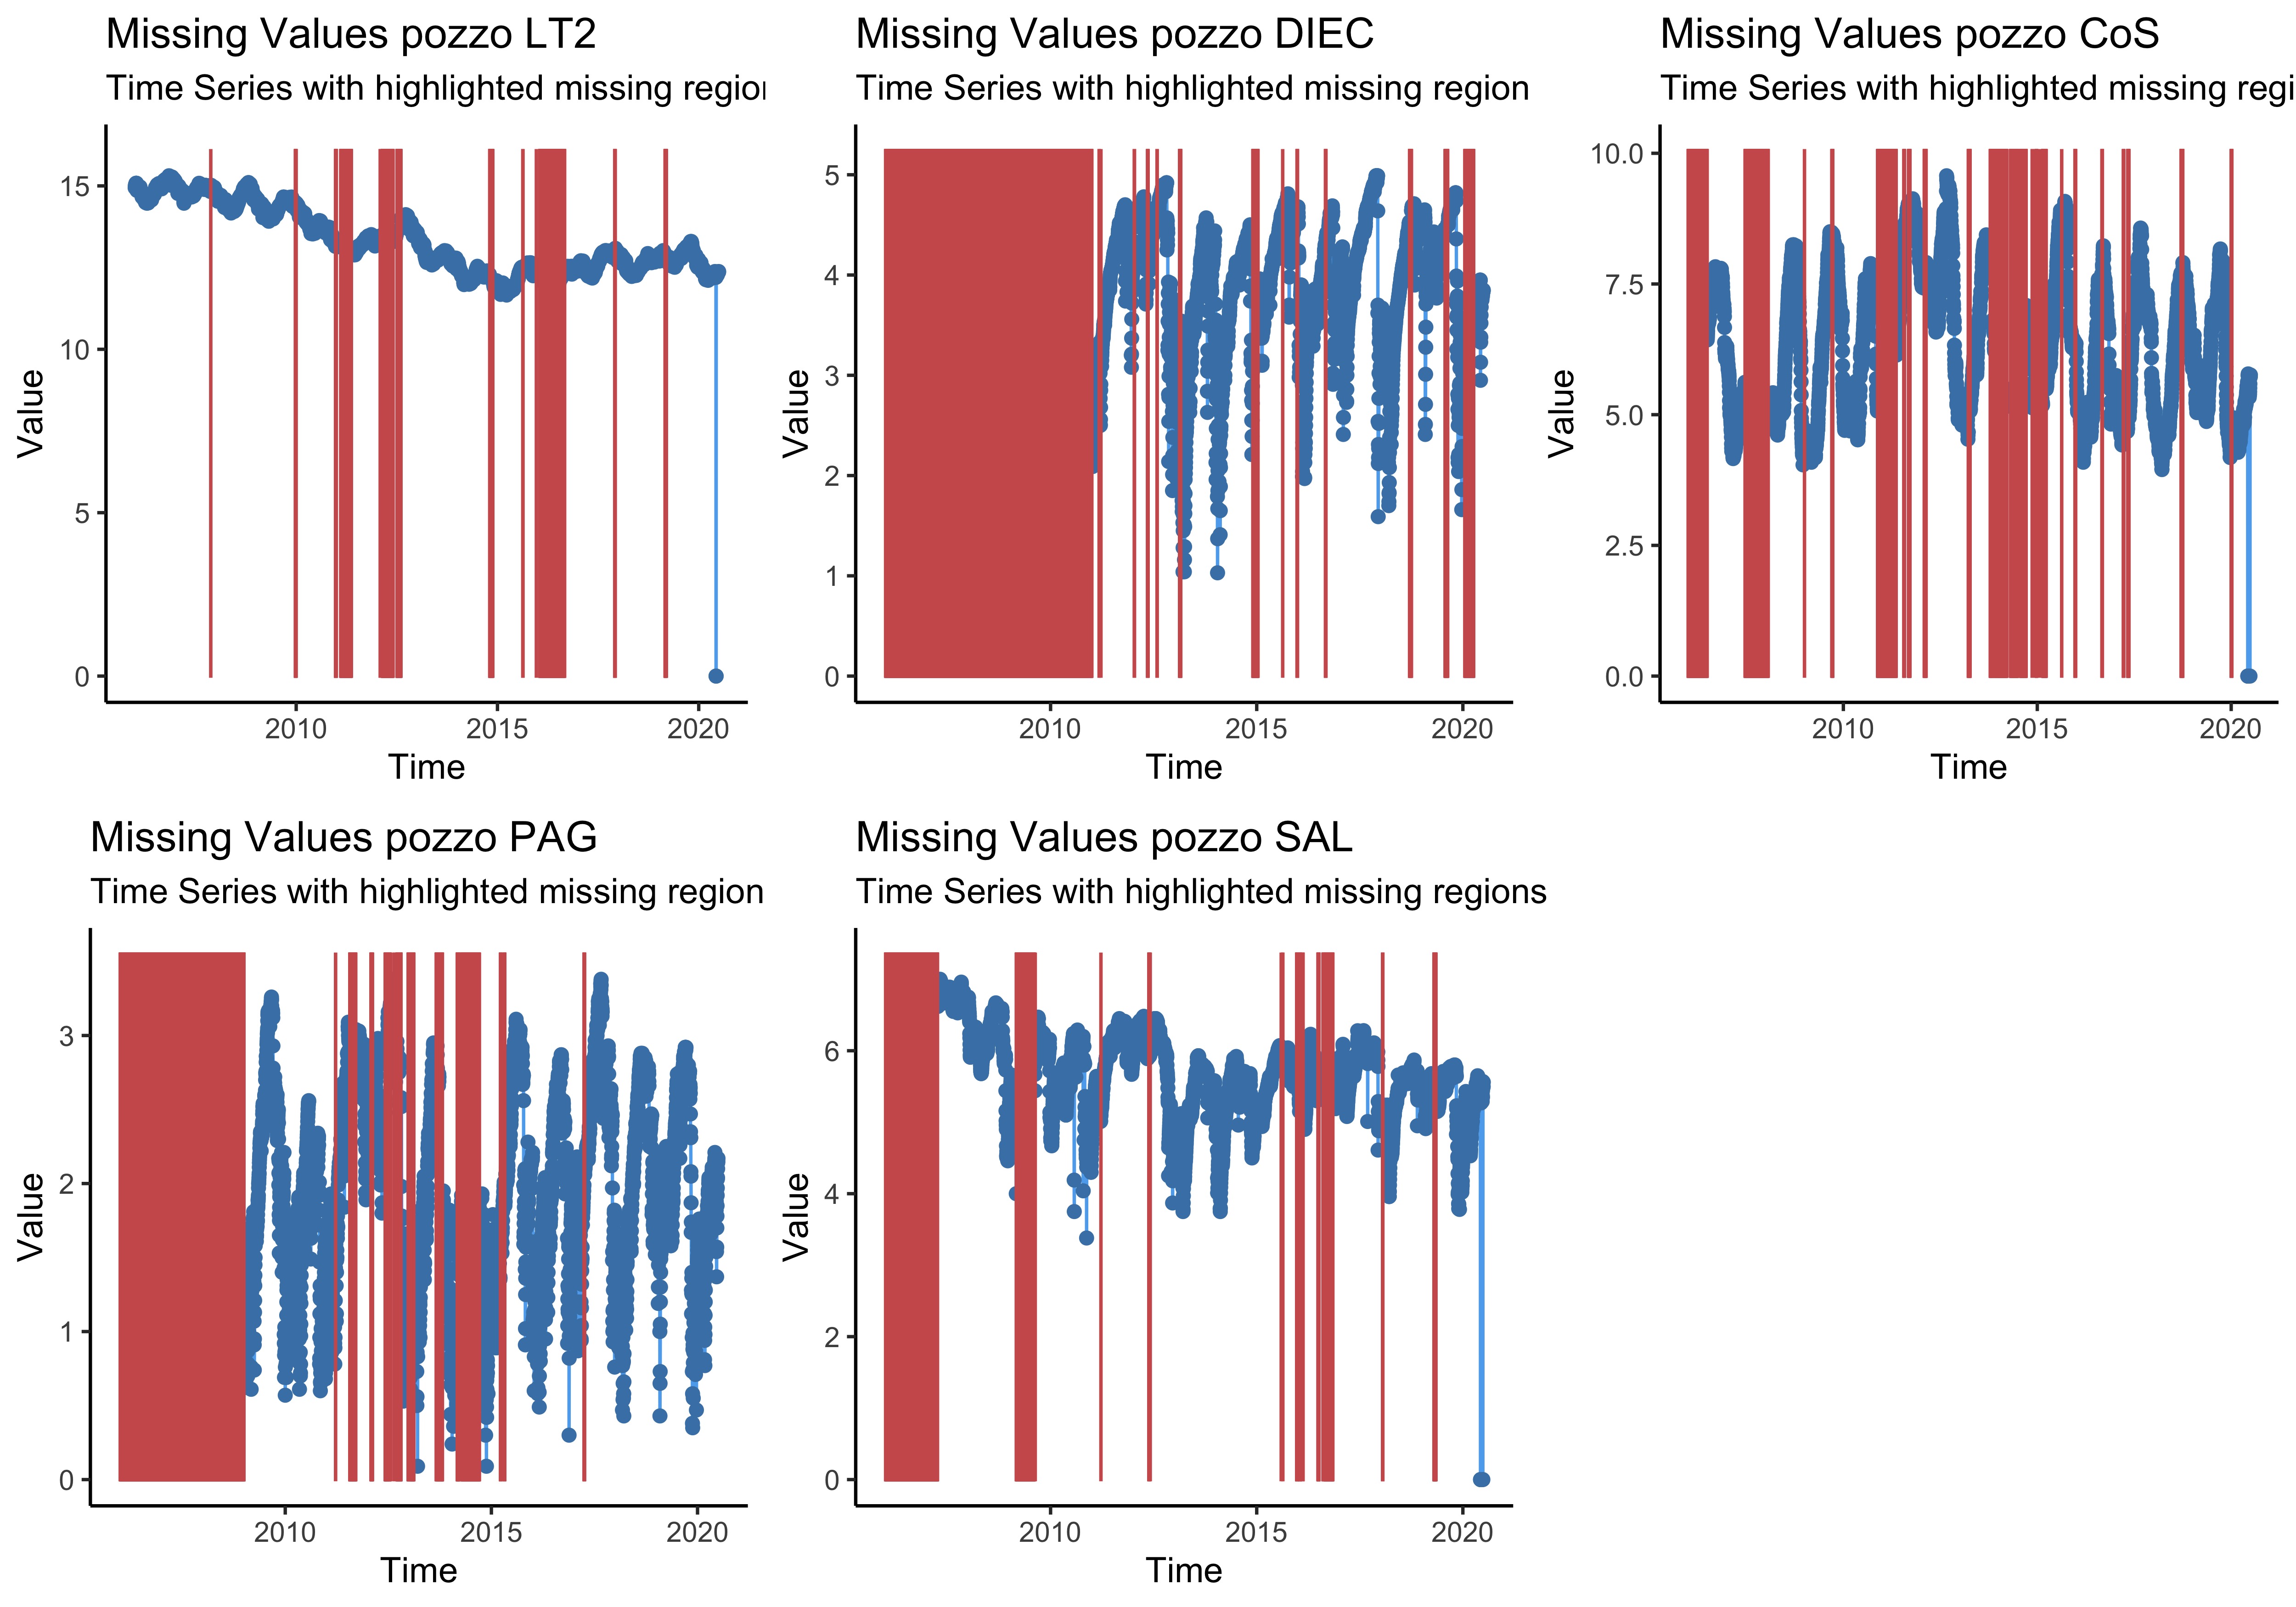 Missing Values pozzo LT2
Time Series with highlighted missing region
15
10
5
0
Value
2010 2015 2020
Time
Missing Values pozzo DIEC
Time Series with highlighted missing region
5
4
3
2
1
0
Value
2010 2015 2020
Time
Missing Values pozzo CoS
Time Series with highlighted missing regi
10.0
7.5
5.0
2.5
0.0
Value
2010 2015 2020
Time
Missing Values pozzo PAG
Time Series with highlighted missing region
3
2
1
0
Value
2010 2015 2020
Time
Missing Values pozzo SAL
Time Series with highlighted missing regions
6
4
2
0
Value
2010 2015 2020
Time